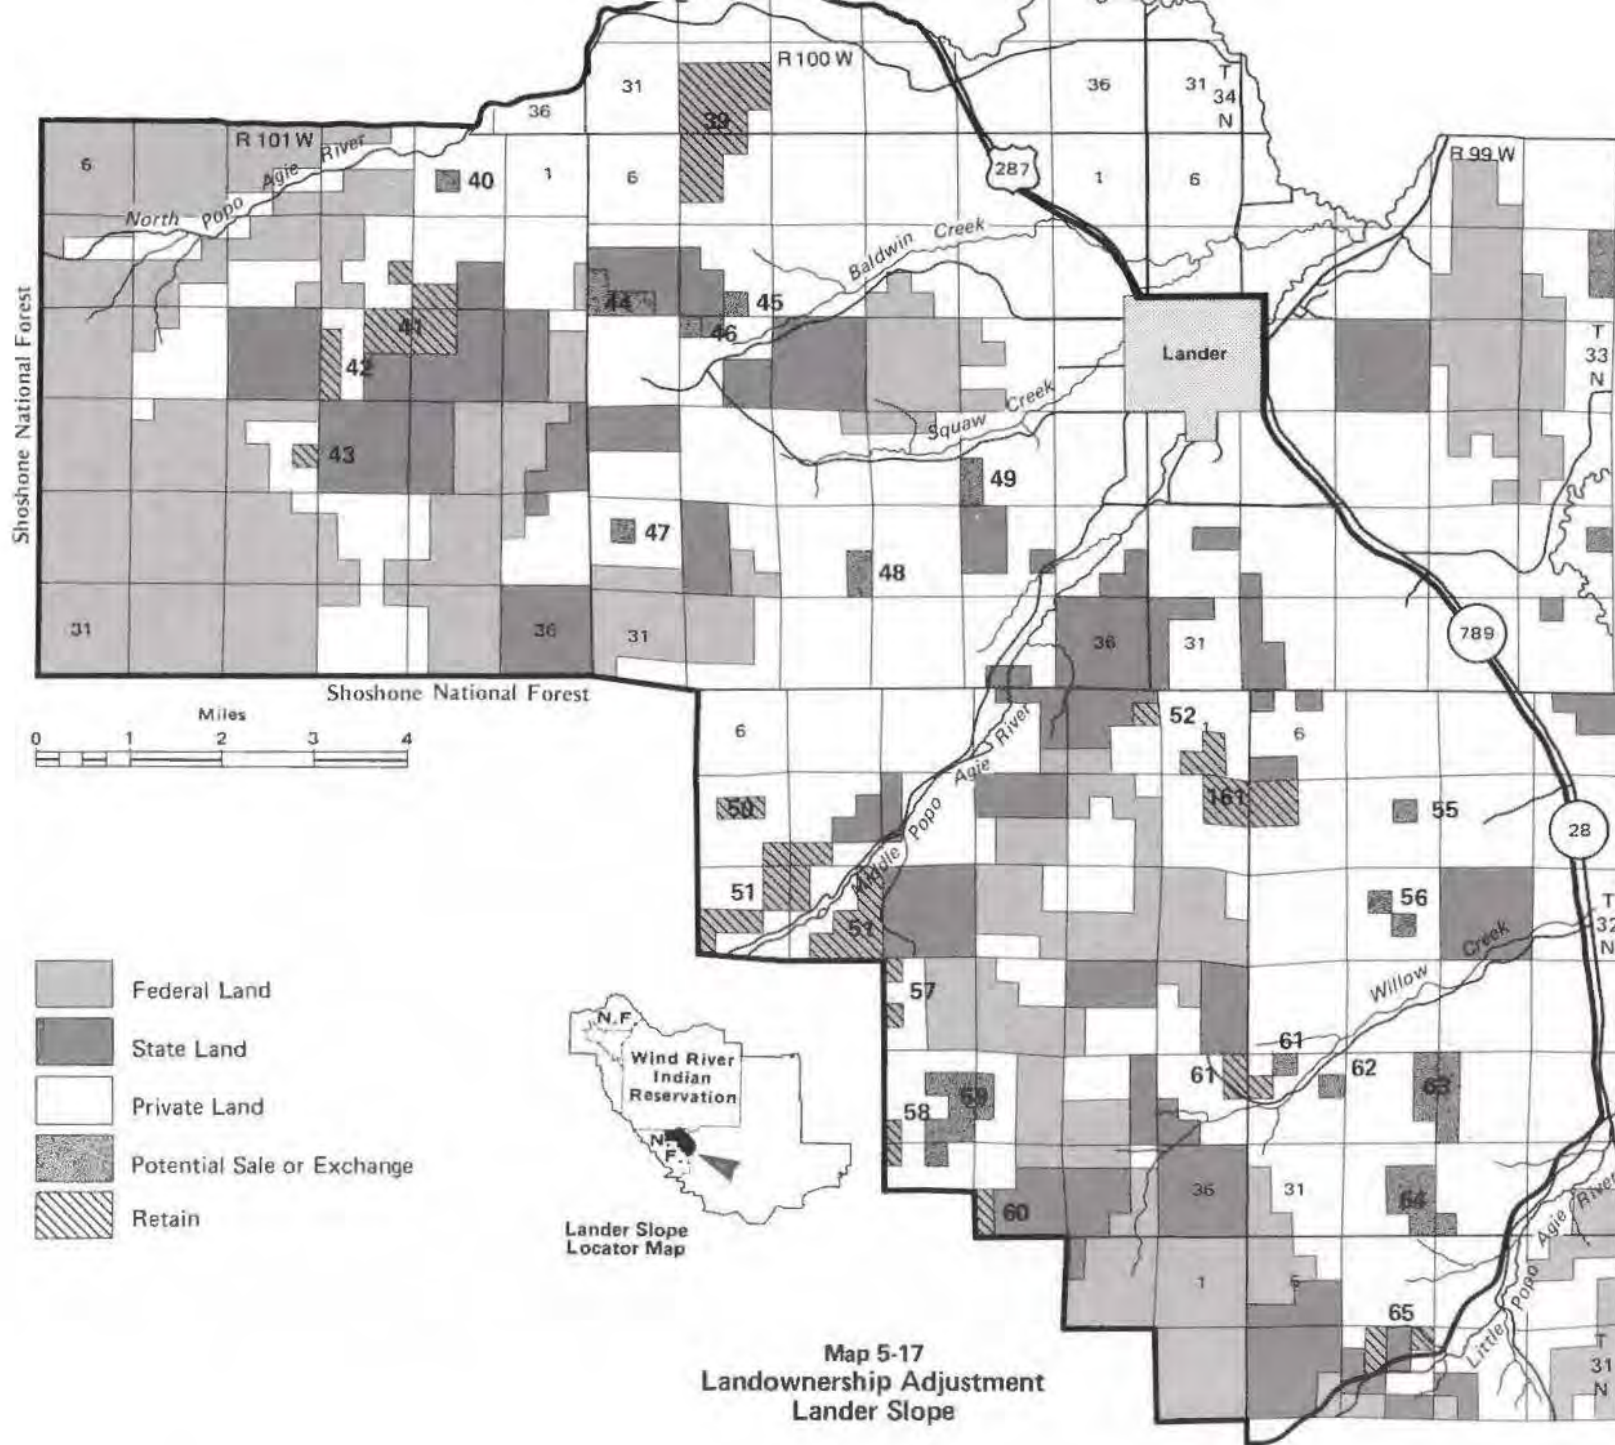 R 100 W
31
36
31
T
34
N
36
39
R 101 W
6
North Popo Agie River
40
1
6
287
1
6
R 99 W
Baldwin Creek
44
45
46
41
42
Lander
T
33
N
Squaw Creek
43
49
47
48
31
36
31
36
31
789
Shoshone National Forest
Shoshone National Forest
Miles
0 1 2 3 4
6
52
1
6
Middle Popo Agie River
50
161
55
28
51
51
56
T
32
N
Willow Creek
57
61
61
62
63
59
58
60
36
31
64
Little Popo Agie River
1
6
65
T
31
N
Federal Land
State Land
Private Land
Potential Sale or Exchange
Retain
N.F
Wind River
Indian
Reservation
N.
F.
Lander Slope
Locator Map
Map 5-17
Landownership Adjustment
Lander Slope